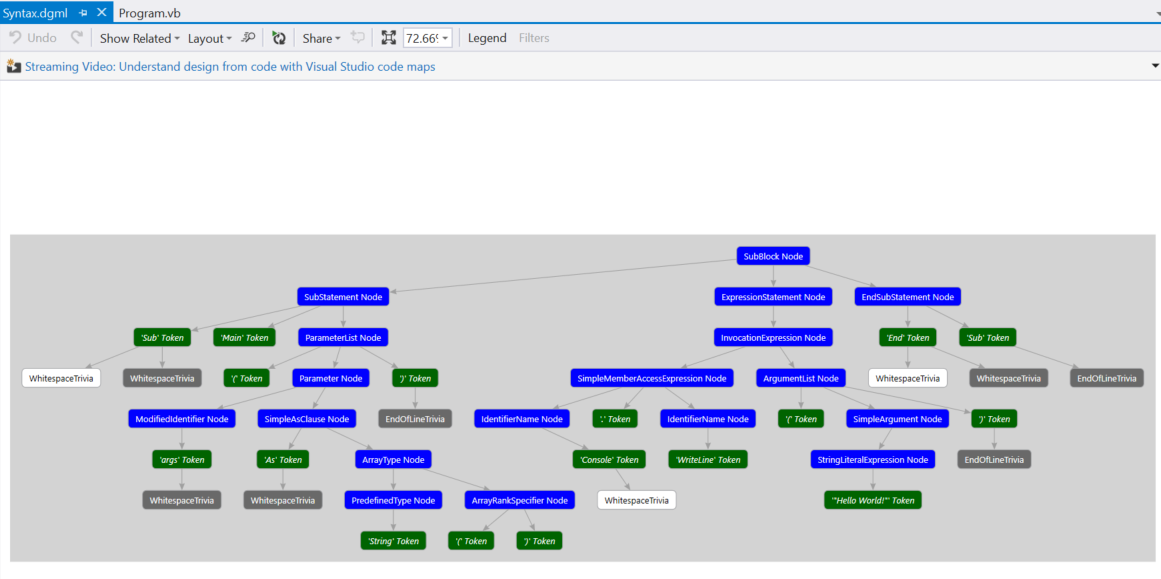 Syntax.dgml Program.vb
Undo Show Related Layout Share 72.66% Legend Filters
Streaming Video: Understand design from code with Visual Studio code maps
SubBlock Node
SubStatement Node ExpressionStatement Node EndSubStatement Node
'Sub' Token 'Main' Token ParameterList Node InvocationExpression Node 'End' Token 'Sub' Token
WhitespaceTrivia WhitespaceTrivia '(' Token Parameter Node ')' Token SimpleMemberAccessExpression Node ArgumentList Node WhitespaceTrivia WhitespaceTrivia EndOfLineTrivia
ModifiedIdentifier Node SimpleAsClause Node EndOfLineTrivia IdentifierName Node '.' Token IdentifierName Node '(' Token SimpleArgument Node ')' Token
'args' Token 'As' Token ArrayType Node 'Console' Token 'WriteLine' Token StringLiteralExpression Node EndOfLineTrivia
WhitespaceTrivia WhitespaceTrivia PredefinedType Node ArrayRankSpecifier Node WhitespaceTrivia '"Hello World!"' Token
'String' Token '(' Token ')' Token